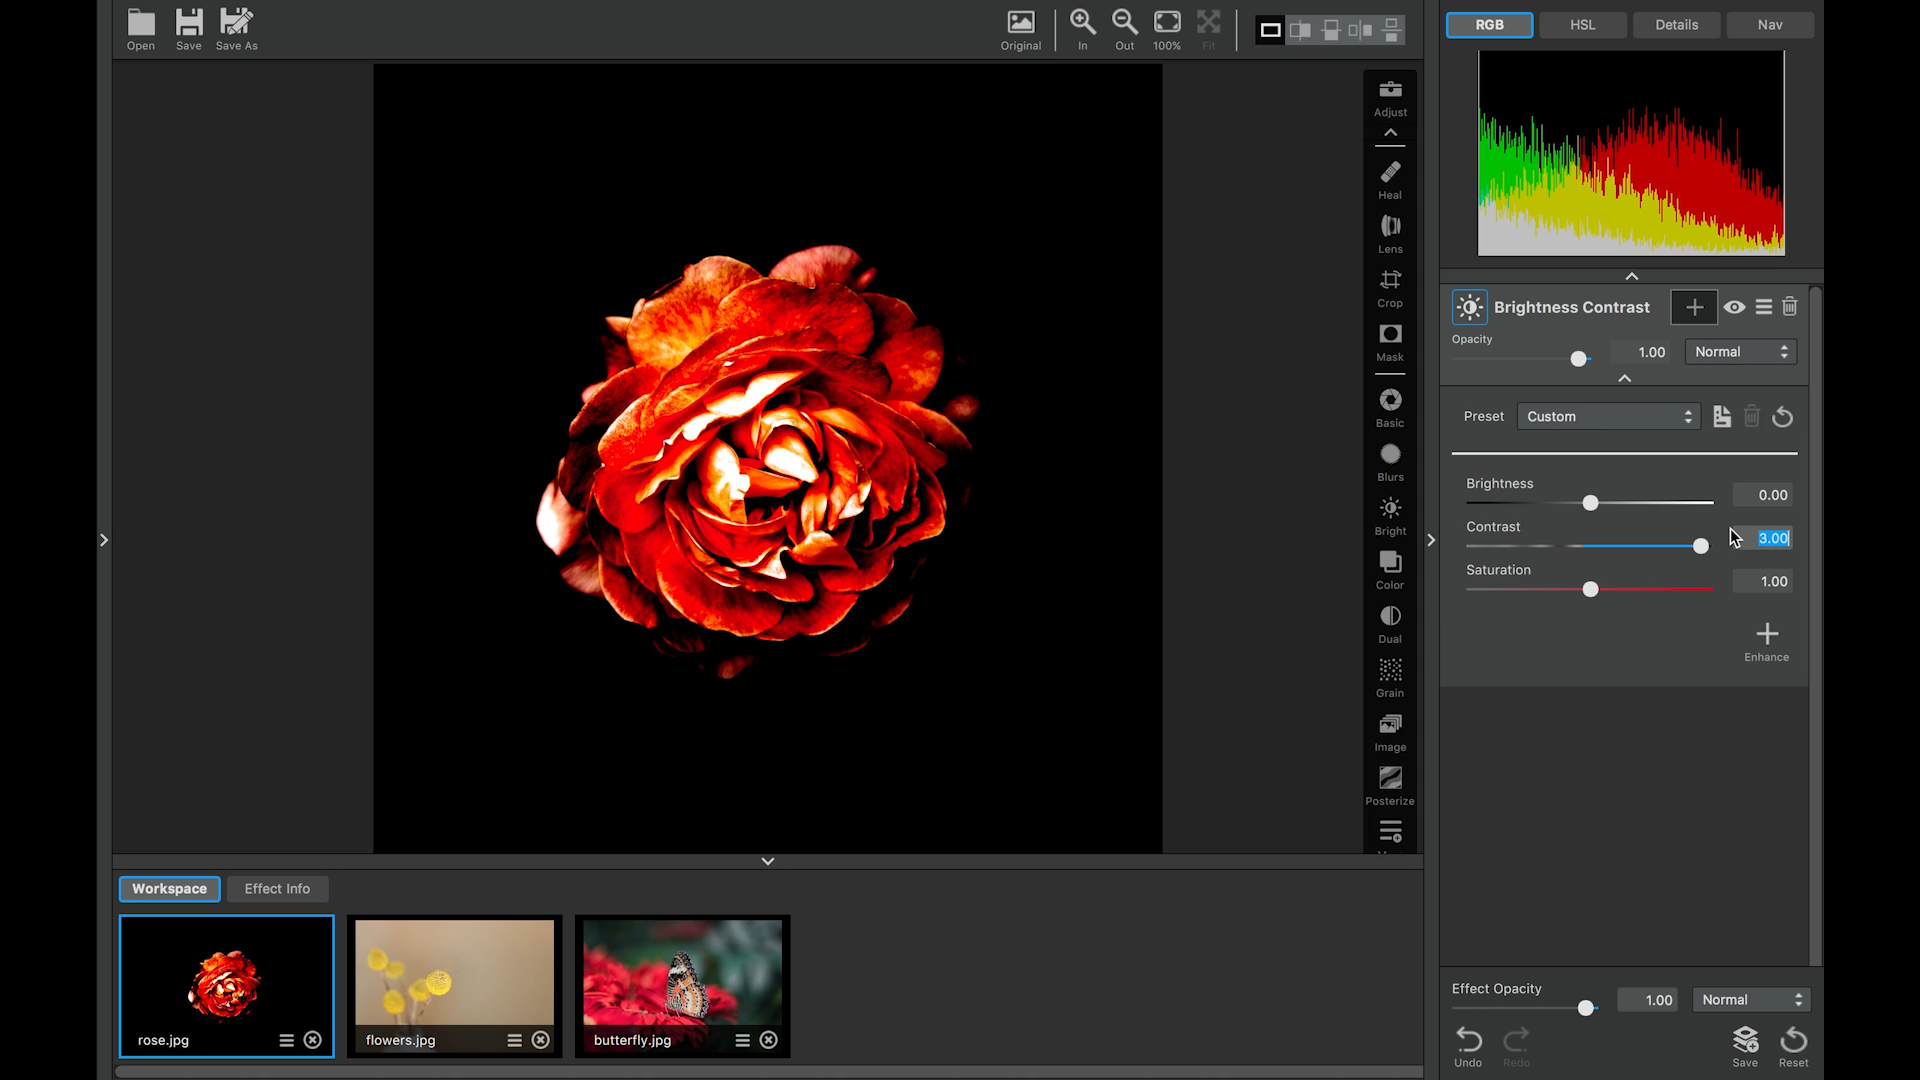 Open
Save
Save As
Original
In
Out
100%
Fit
RGB
HSL
Details
Nav
Adjust
Heal
Lens
Crop
Mask
Basic
Blurs
Bright
Color
Dual
Grain
Image
Posterize
Brightness Contrast
Opacity
1.00
Normal
Preset
Custom
Brightness
0.00
Contrast
3.00
Saturation
1.00
Enhance
Workspace
Effect Info
rose.jpg
flowers.jpg
butterfly.jpg
Effect Opacity
1.00
Normal
Undo
Redo
Save
Reset